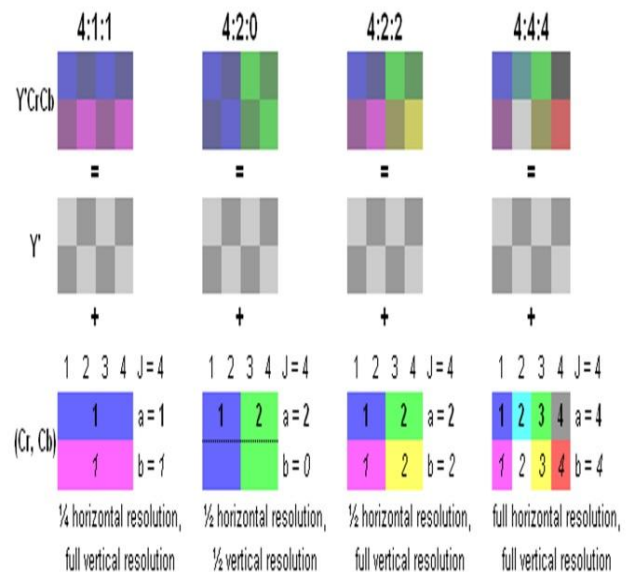 4:1:1 4:2:0 4:2:2 4:4:4
Y'CrCb
= = = =
Y'
+ + + +
1 2 3 4 J = 4 1 2 3 4 J = 4 1 2 3 4 J = 4 1 2 3 4 J = 4
(Cr, Cb)
1 a = 1 1 2 a = 2 1 2 a = 2 1 2 3 4 a = 4
1 b = 1 b = 0 1 2 b = 2 1 2 3 4 b = 4
¼ horizontal resolution, ½ horizontal resolution, ½ horizontal resolution, full horizontal resolution,
full vertical resolution ½ vertical resolution full vertical resolution full vertical resolution